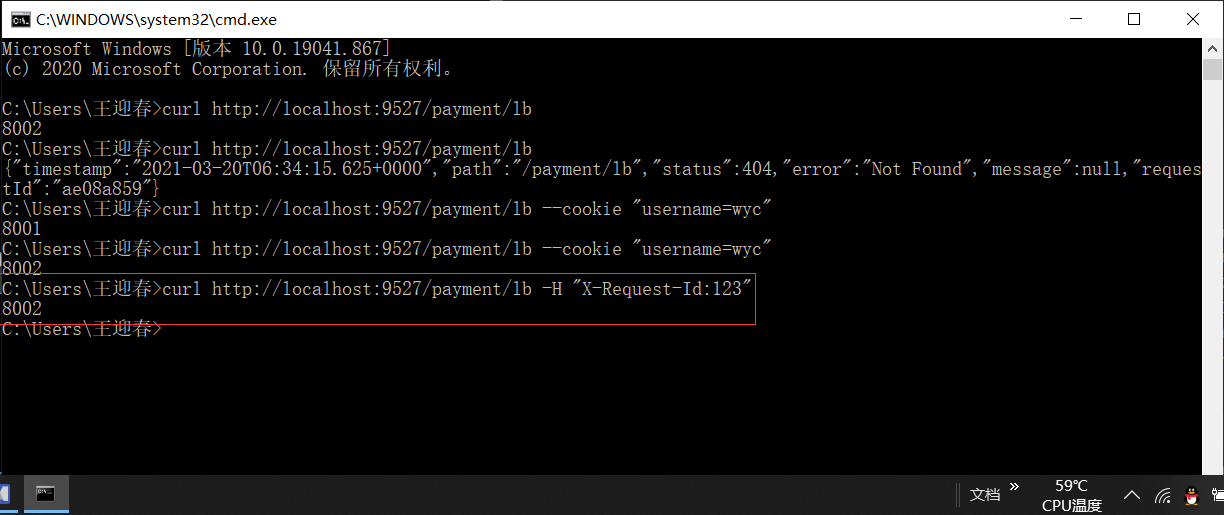 C:\WINDOWS\system32\cmd.exe
Microsoft Windows [版本 10.0.19041.867]
(c) 2020 Microsoft Corporation. 保留所有权利。
C:\Users\王迎春>curl http://localhost:9527/payment/lb
8002
C:\Users\王迎春>curl http://localhost:9527/payment/lb
{"timestamp":"2021-03-20T06:34:15.625+0000","path":"/payment/lb","status":404,"error":"Not Found","message":null,"reques
tId":"ae08a859"}
C:\Users\王迎春>curl http://localhost:9527/payment/lb --cookie "username=wyc"
8001
C:\Users\王迎春>curl http://localhost:9527/payment/lb --cookie "username=wyc"
8002
C:\Users\王迎春>curl http://localhost:9527/payment/lb -H "X-Request-Id:123"
8002
C:\Users\王迎春>
文档
59℃
CPU温度